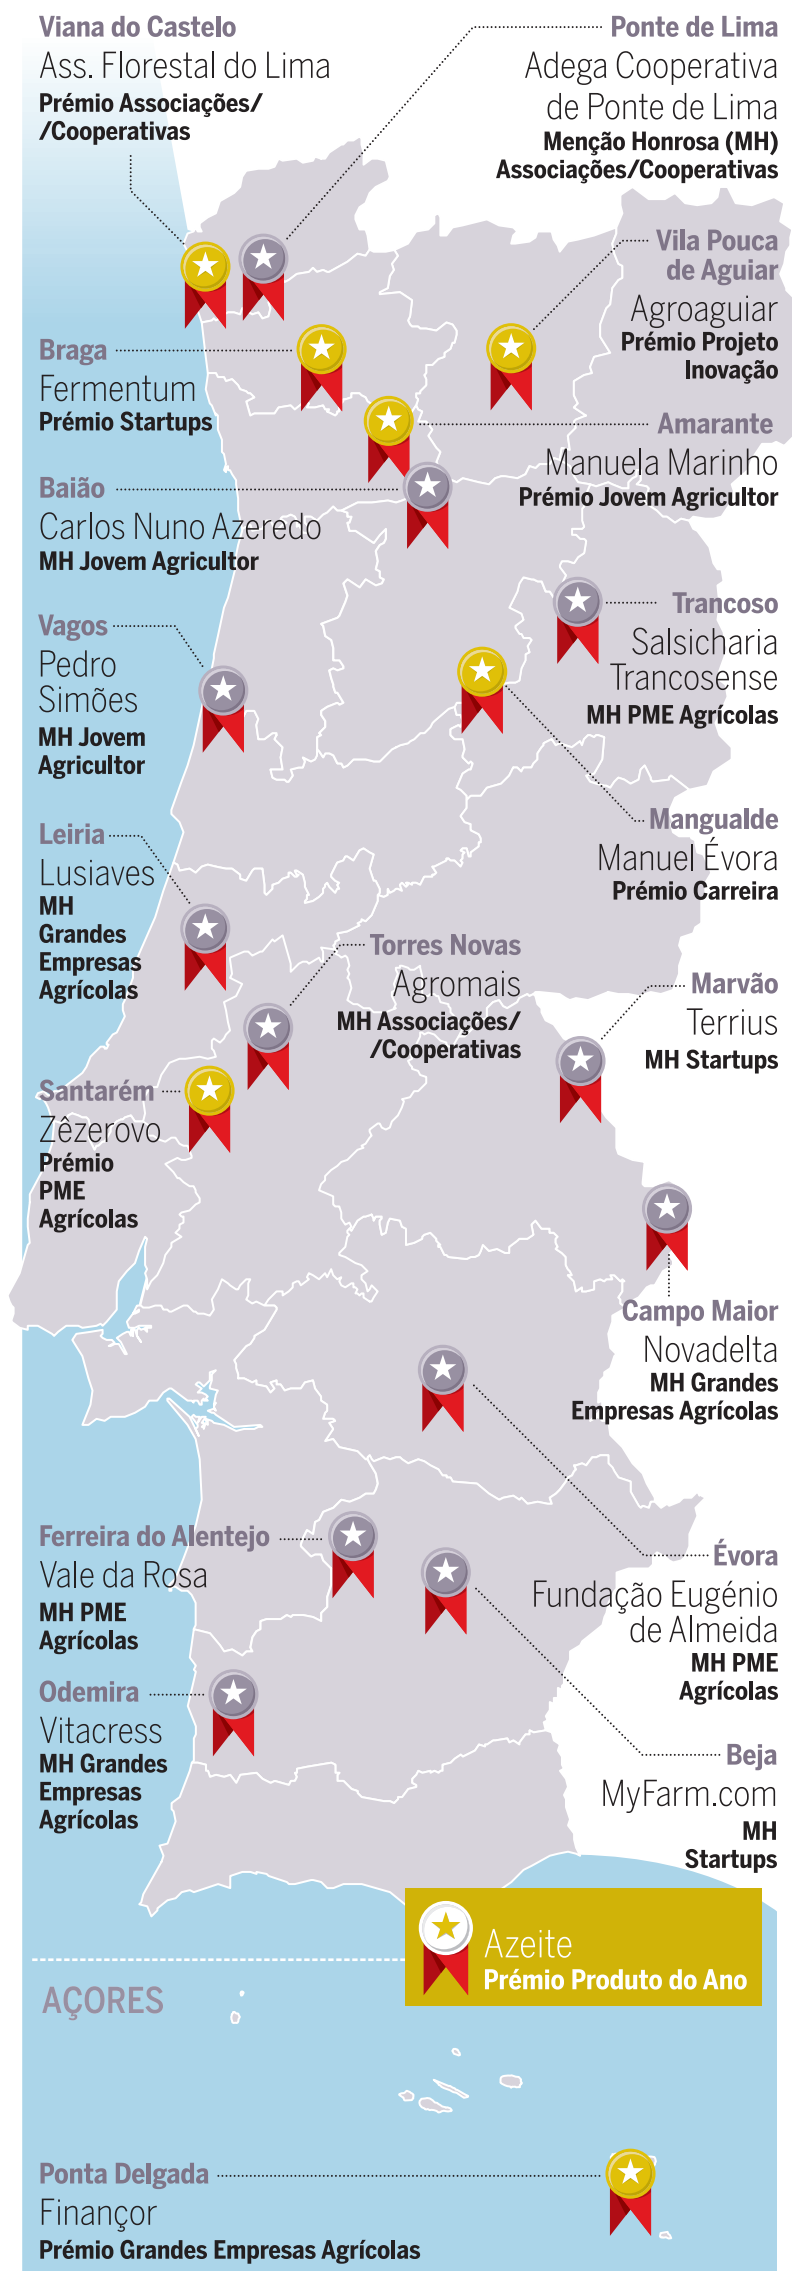 Viana do Castelo
Ass. Florestal do Lima
Prémio Associações/
/Cooperativas
Ponte de Lima
Adega Cooperativa
de Ponte de Lima
Menção Honrosa (MH)
Associações/Cooperativas
Vila Pouca
de Aguiar
Agroaguiar
Prémio Projeto
Inovação
Braga
Fermentum
Prémio Startups
Amarante
Manuela Marinho
Prémio Jovem Agricultor
Baião
Carlos Nuno Azeredo
MH Jovem Agricultor
Trancoso
Salsicharia
Trancosense
MH PME Agrícolas
Vagos
Pedro
Simões
MH Jovem
Agricultor
Mangualde
Manuel Évora
Prémio Carreira
Leiria
Lusiaves
MH
Grandes
Empresas
Agrícolas
Torres Novas
Agromais
MH Associações/
/Cooperativas
Marvão
Terrius
MH Startups
Santarém
Zêzerovo
Prémio
PME
Agrícolas
Campo Maior
Novadelta
MH Grandes
Empresas Agrícolas
Ferreira do Alentejo
Vale da Rosa
MH PME
Agrícolas
Évora
Fundação Eugénio
de Almeida
MH PME
Agrícolas
Odemira
Vitacress
MH Grandes
Empresas
Agrícolas
Beja
MyFarm.com
MH
Startups
Azeite
Prémio Produto do Ano
AÇORES
Ponta Delgada
Finançor
Prémio Grandes Empresas Agrícolas